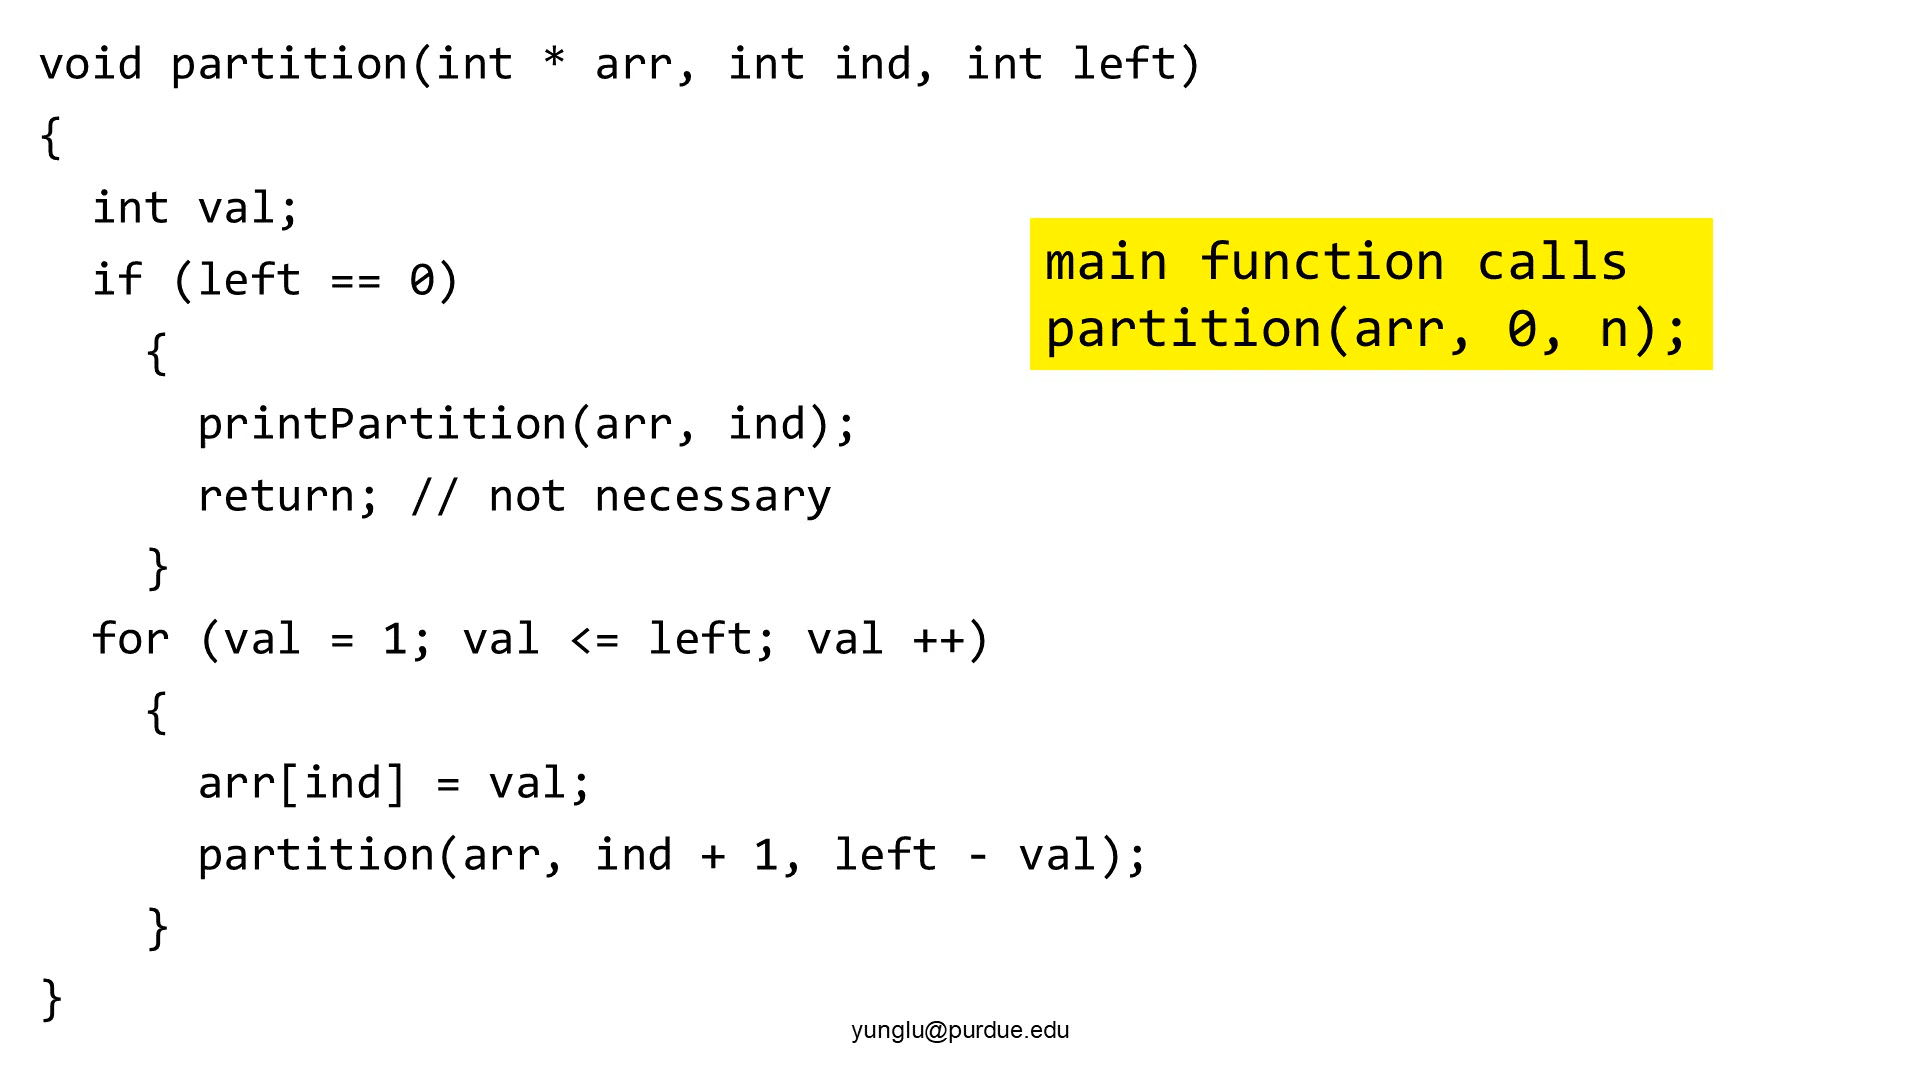 void partition(int * arr, int ind, int left)
{
int val;
if (left == 0)
{
printPartition(arr, ind);
return; // not necessary
}
for (val = 1; val <= left; val ++)
{
arr[ind] = val;
partition(arr, ind + 1, left - val);
}
}
main function calls
partition(arr, 0, n);
yunglu@purdue.edu